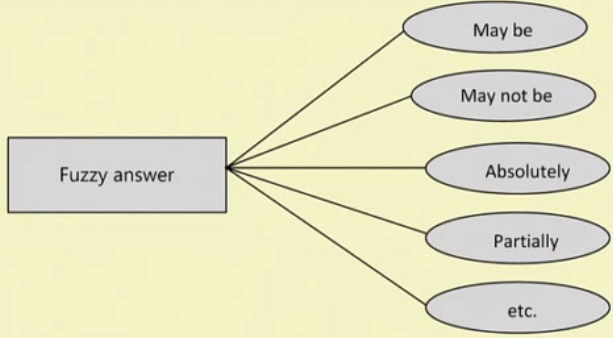 May be
May not be
Fuzzy answer
Absolutely
Partially
etc.